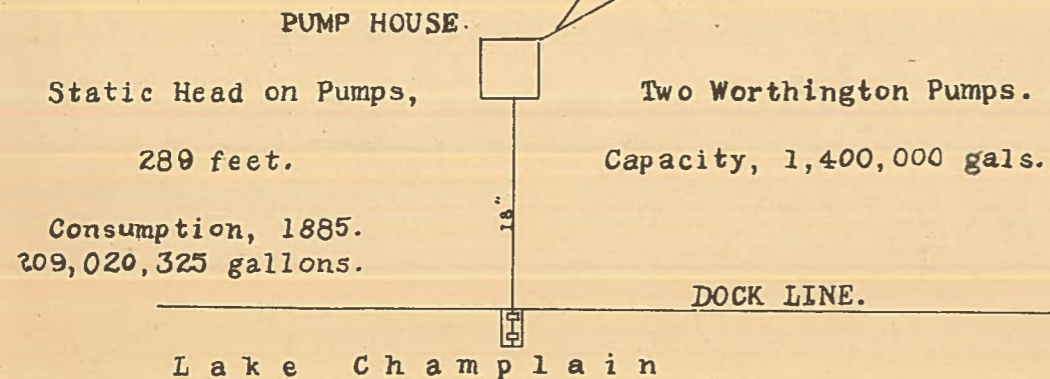 PUMP HOUSE.
Static Head on Pumps,
289 feet.
Two Worthington Pumps.
Capacity, 1,400,000 gals.
Consumption, 1885.
209,020,325 gallons.
18"
DOCK LINE.
Lake Champlain